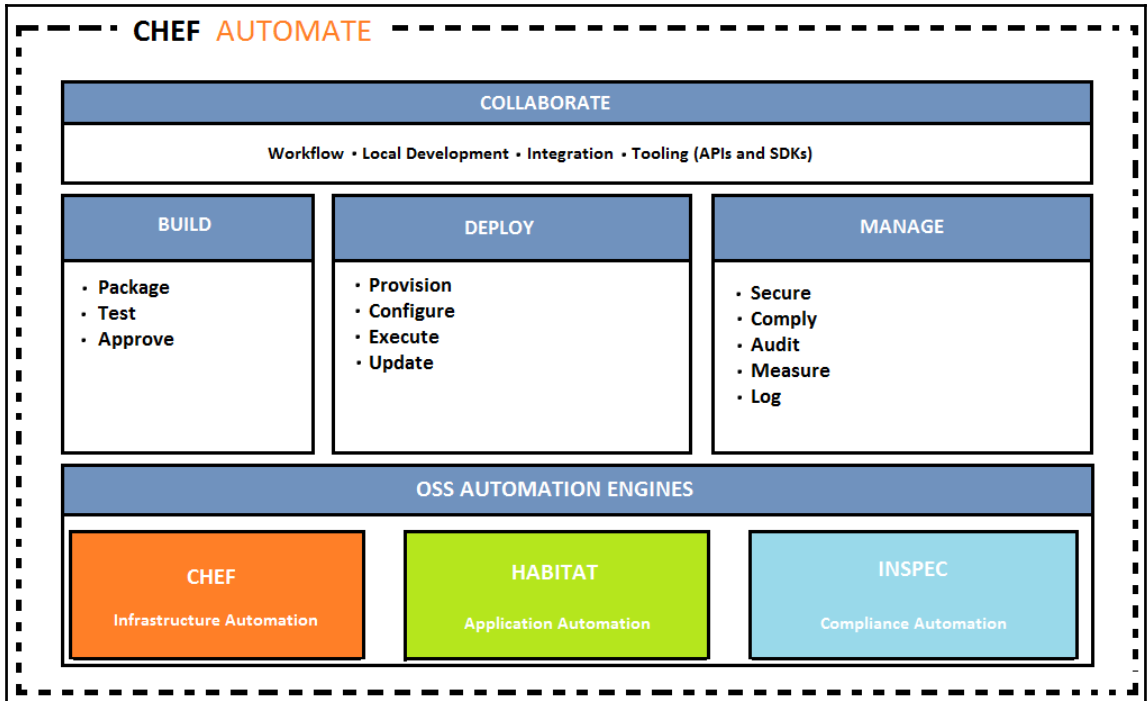 CHEF AUTOMATE
COLLABORATE
Workflow · Local Development · Integration · Tooling (APIs and SDKs)
BUILD
· Package
· Test
· Approve
DEPLOY
· Provision
· Configure
· Execute
· Update
MANAGE
· Secure
· Comply
· Audit
· Measure
· Log
OSS AUTOMATION ENGINES
CHEF
Infrastructure Automation
HABITAT
Application Automation
INSPEC
Compliance Automation